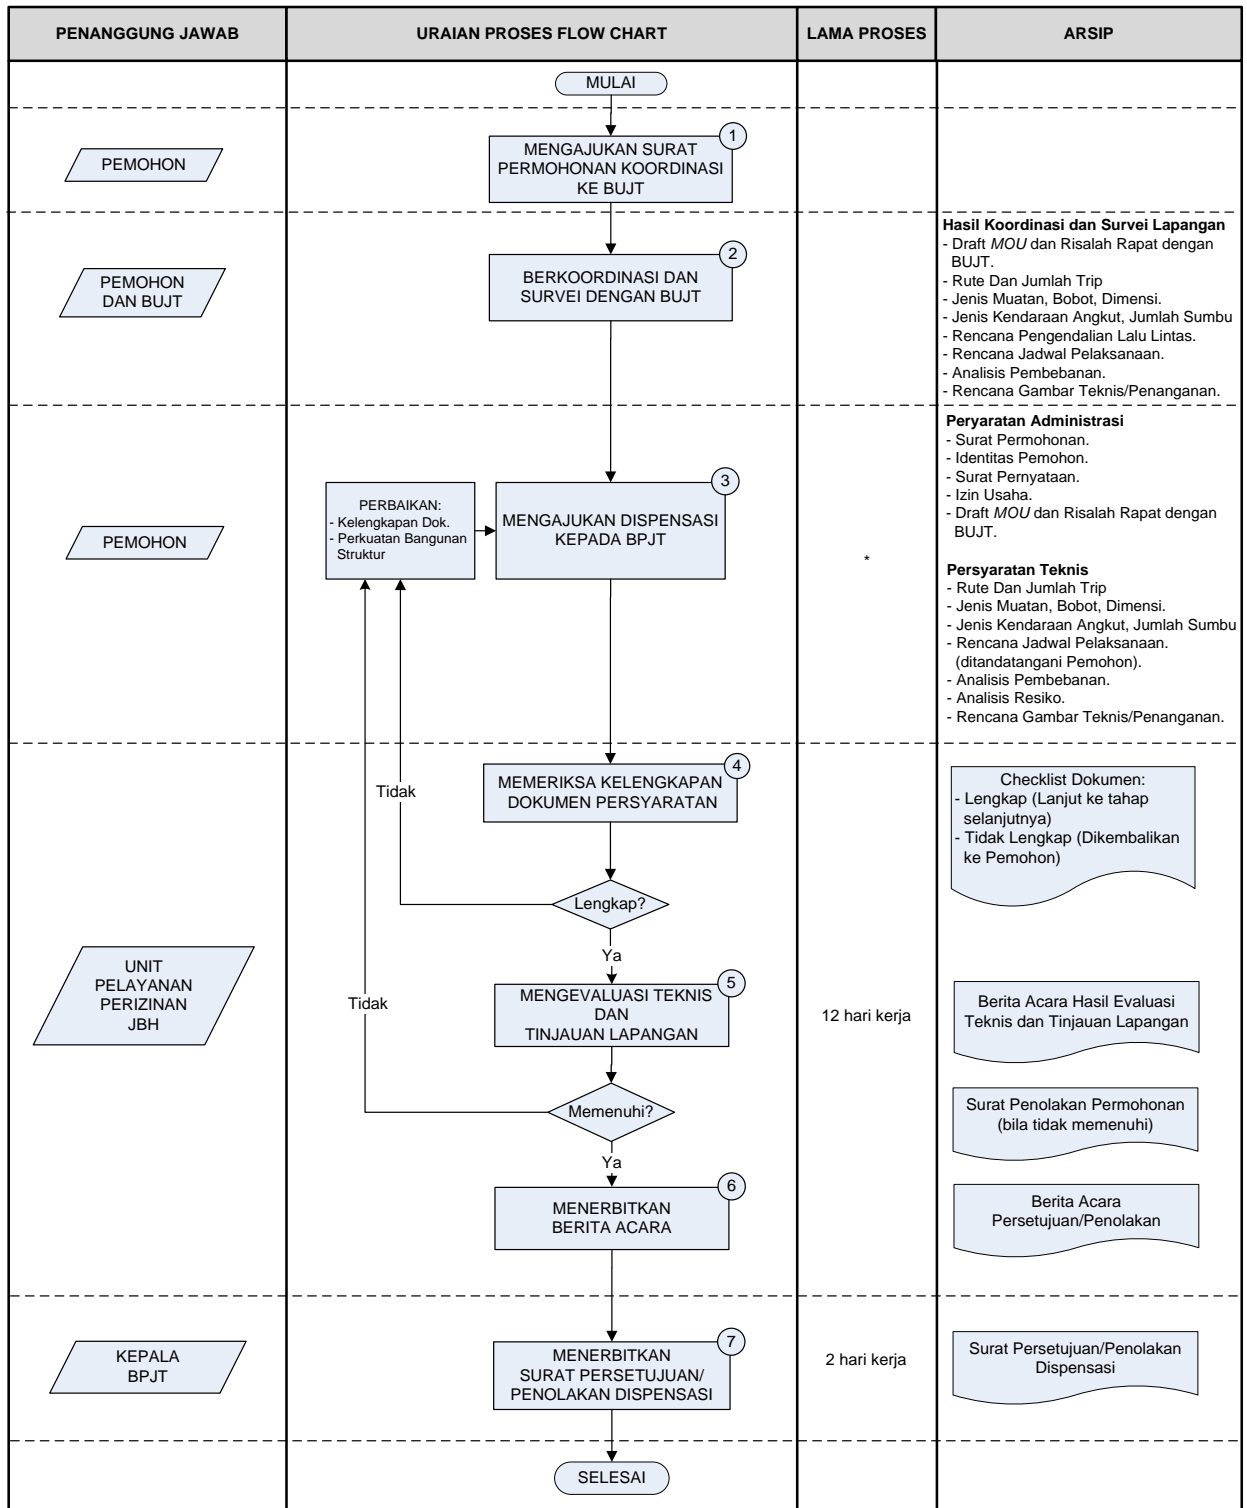 PENANGGUNG JAWAB
URAIAN PROSES FLOW CHART
LAMA PROSES
ARSIP
MULAI
PEMOHON
1
MENGAJUKAN SURAT
PERMOHONAN KOORDINASI
KE BUJT
PEMOHON
DAN BUJT
2
BERKOORDINASI DAN
SURVEI DENGAN BUJT
Hasil Koordinasi dan Survei Lapangan
- Draft MOU dan Risalah Rapat dengan
BUJT.
- Rute Dan Jumlah Trip
- Jenis Muatan, Bobot, Dimensi.
- Jenis Kendaraan Angkut, Jumlah Sumbu
- Rencana Pengendalian Lalu Lintas.
- Rencana Jadwal Pelaksanaan.
- Analisis Pembebanan.
- Rencana Gambar Teknis/Penanganan.
PEMOHON
PERBAIKAN:
- Kelengkapan Dok.
- Perkuatan Bangunan
Struktur
3
MENGAJUKAN DISPENSASI
KEPADA BPJT
*
Peryaratan Administrasi
- Surat Permohonan.
- Identitas Pemohon.
- Surat Pernyataan.
- Izin Usaha.
- Draft MOU dan Risalah Rapat dengan
BUJT.
Persyaratan Teknis
- Rute Dan Jumlah Trip
- Jenis Muatan, Bobot, Dimensi.
- Jenis Kendaraan Angkut, Jumlah Sumbu
- Rencana Jadwal Pelaksanaan.
(ditandatangani Pemohon).
- Analisis Pembebanan.
- Analisis Resiko.
- Rencana Gambar Teknis/Penanganan.
UNIT
PELAYANAN
PERIZINAN
JBH
4
MEMERIKSA KELENGKAPAN
DOKUMEN PERSYARATAN
Tidak
Lengkap?
Ya
5
MENGEVALUASI TEKNIS
DAN
TINJAUAN LAPANGAN
Tidak
Memenuhi?
Ya
6
MENERBITKAN
BERITA ACARA
12 hari kerja
Checklist Dokumen:
- Lengkap (Lanjut ke tahap
selanjutnya)
- Tidak Lengkap (Dikembalikan
ke Pemohon)
Berita Acara Hasil Evaluasi
Teknis dan Tinjauan Lapangan
Surat Penolakan Permohonan
(bila tidak memenuhi)
Berita Acara
Persetujuan/Penolakan
KEPALA
BPJT
7
MENERBITKAN
SURAT PERSETUJUAN/
PENOLAKAN DISPENSASI
2 hari kerja
Surat Persetujuan/Penolakan
Dispensasi
SELESAI